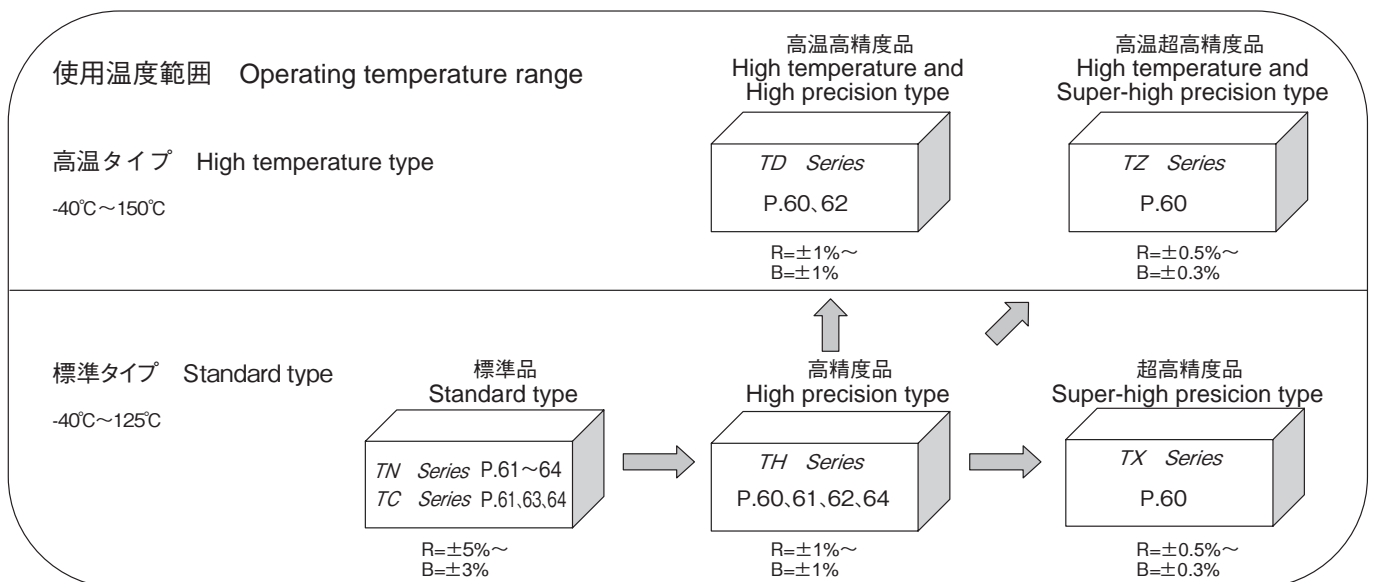 使用温度範囲 Operating temperature range
高温タイプ High temperature type
-40℃～150℃
高温高精度品
High temperature and
High precision type
TD Series
P.60、62
R=±1%～
B=±1%
高温超高精度品
High temperature and
Super-high precision type
TZ Series
P.60
R=±0.5%～
B=±0.3%
標準タイプ Standard type
-40℃～125℃
標準品
Standard type
TN Series P.61～64
TC Series P.61､63､64
R=±5%～
B=±3%
高精度品
High precision type
TH Series
P.60、61、62、64
R=±1%～
B=±1%
超高精度品
Super-high presicion type
TX Series
P.60
R=±0.5%～
B=±0.3%